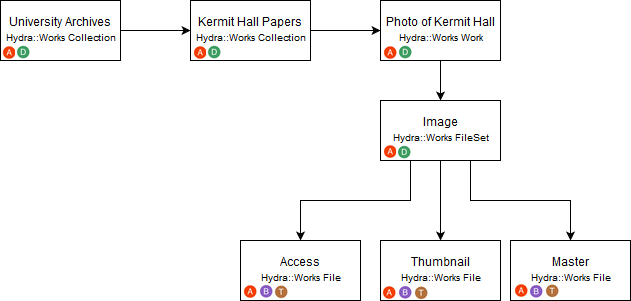 University Archives
Hydra::Works Collection
A D
Kermit Hall Papers
Hydra::Works Collection
A D
Photo of Kermit Hall
Hydra::Works Work
A D
Image
Hydra::Works FileSet
A D
Access
Hydra::Works File
A B T
Thumbnail
Hydra::Works File
A B T
Master
Hydra::Works File
A B T